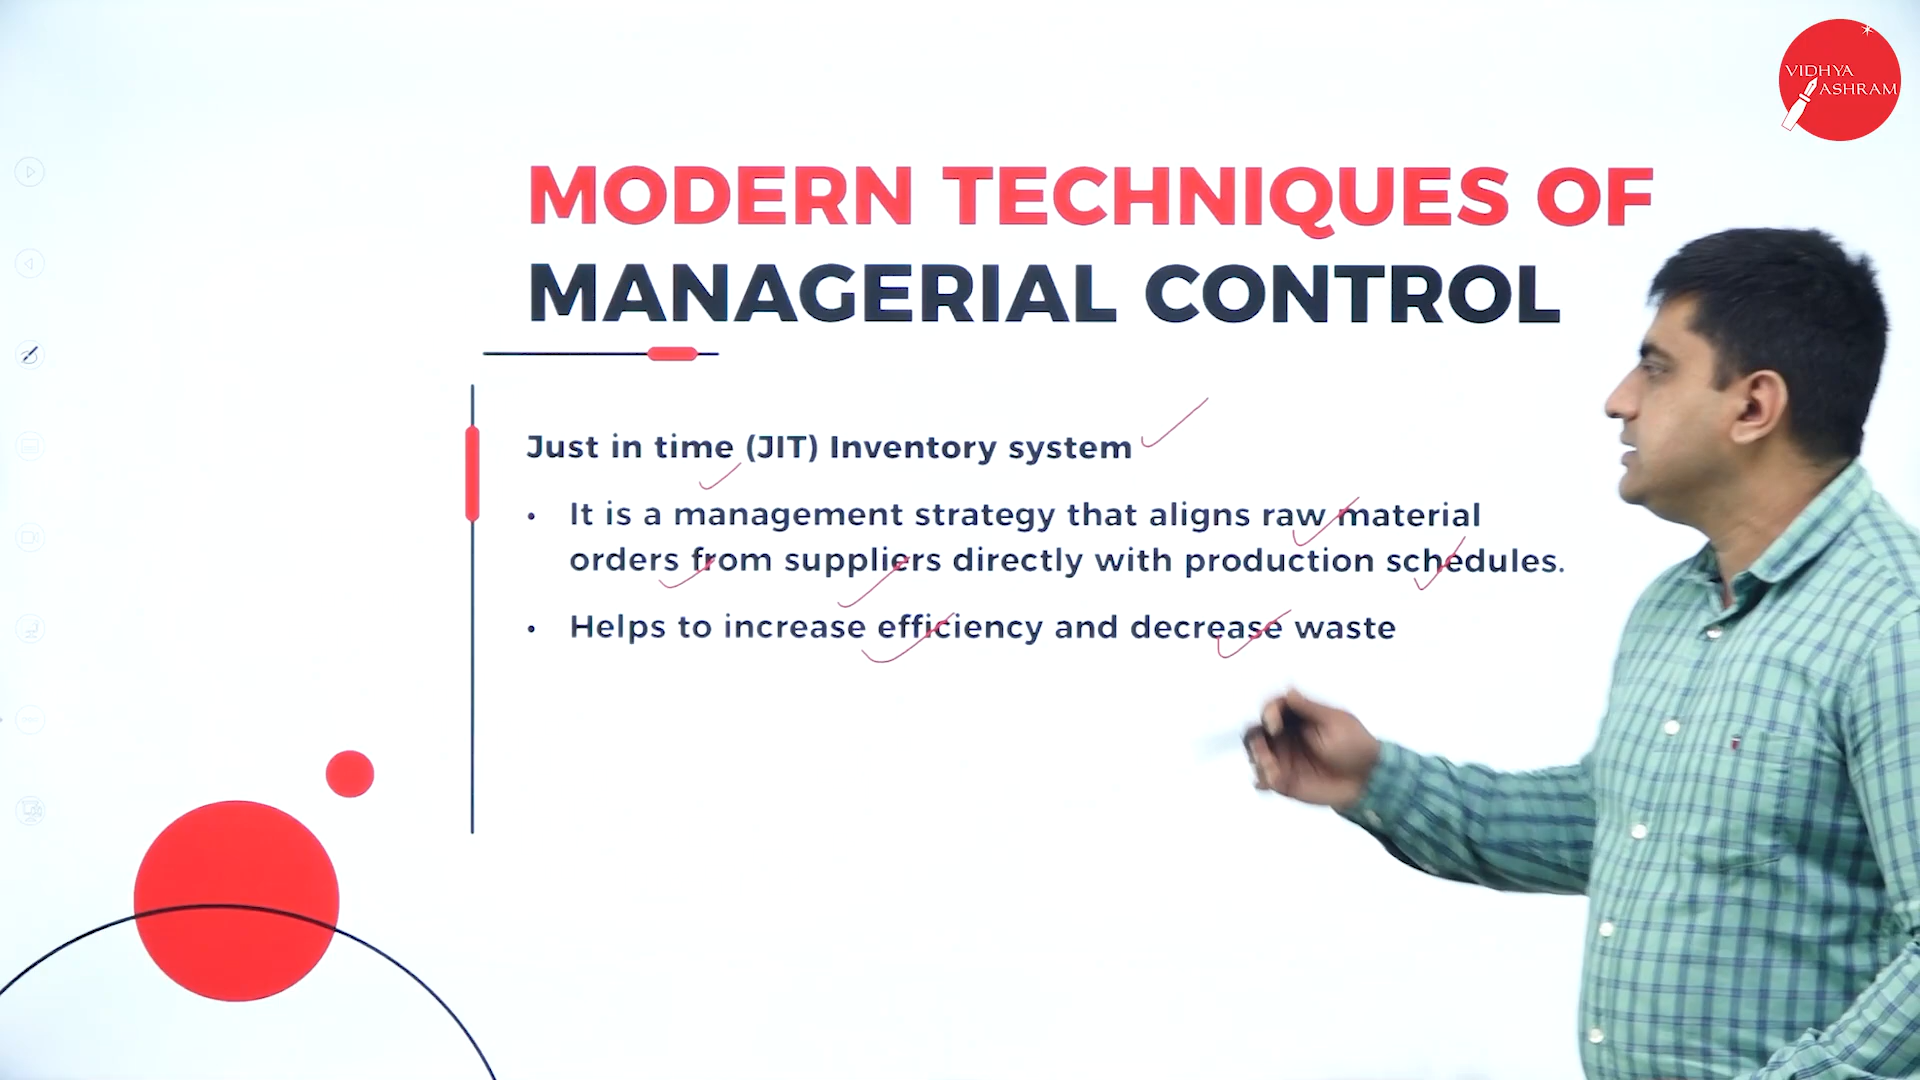 VIDHYA
ASHRAM
MODERN TECHNIQUES OF
MANAGERIAL CONTROL
Just in time (JIT) Inventory system
• It is a management strategy that aligns raw material
orders from suppliers directly with production schedules.
• Helps to increase efficiency and decrease waste